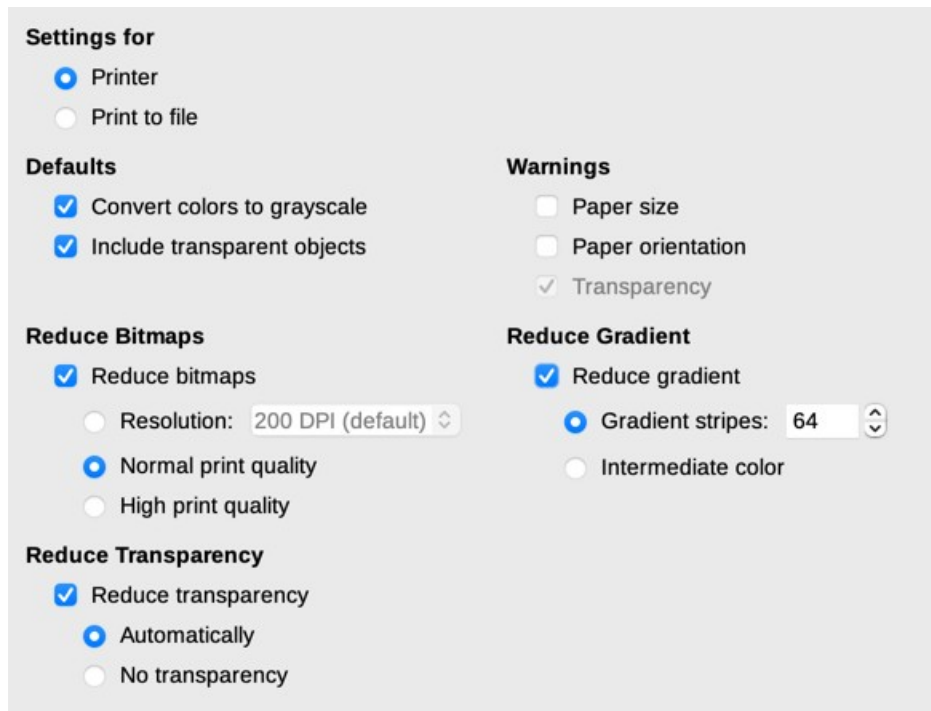 Settings for
Printer
Print to file
Defaults
Convert colors to grayscale
Include transparent objects
Warnings
Paper size
Paper orientation
Transparency
Reduce Bitmaps
Reduce bitmaps
Resolution: 200 DPI (default)
Normal print quality
High print quality
Reduce Gradient
Reduce gradient
Gradient stripes: 64
Intermediate color
Reduce Transparency
Reduce transparency
Automatically
No transparency